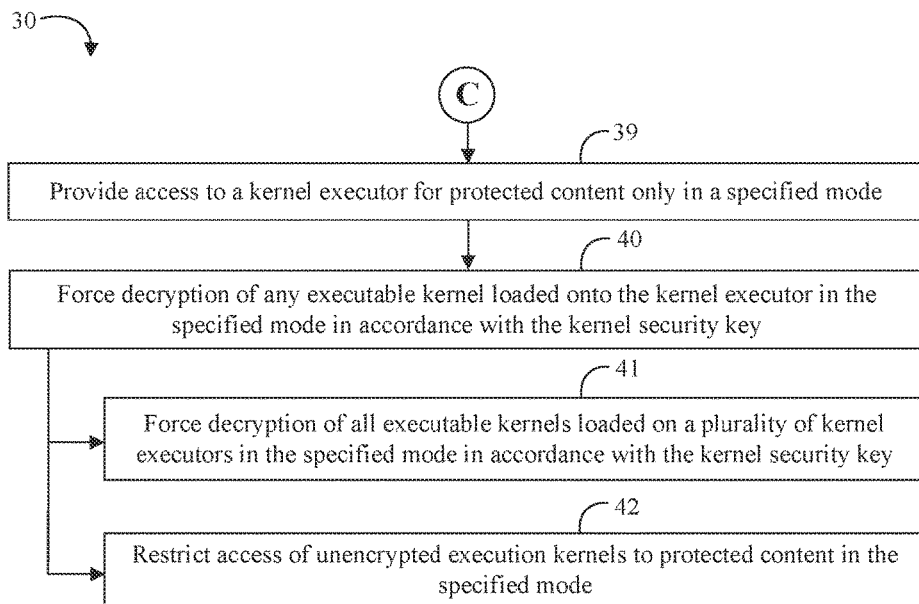 30
C
39
Provide access to a kernel executor for protected content only in a specified mode
40
Force decryption of any executable kernel loaded onto the kernel executor in the
specified mode in accordance with the kernel security key
41
Force decryption of all executable kernels loaded on a plurality of kernel
executors in the specified mode in accordance with the kernel security key
42
Restrict access of unencrypted execution kernels to protected content in the
specified mode